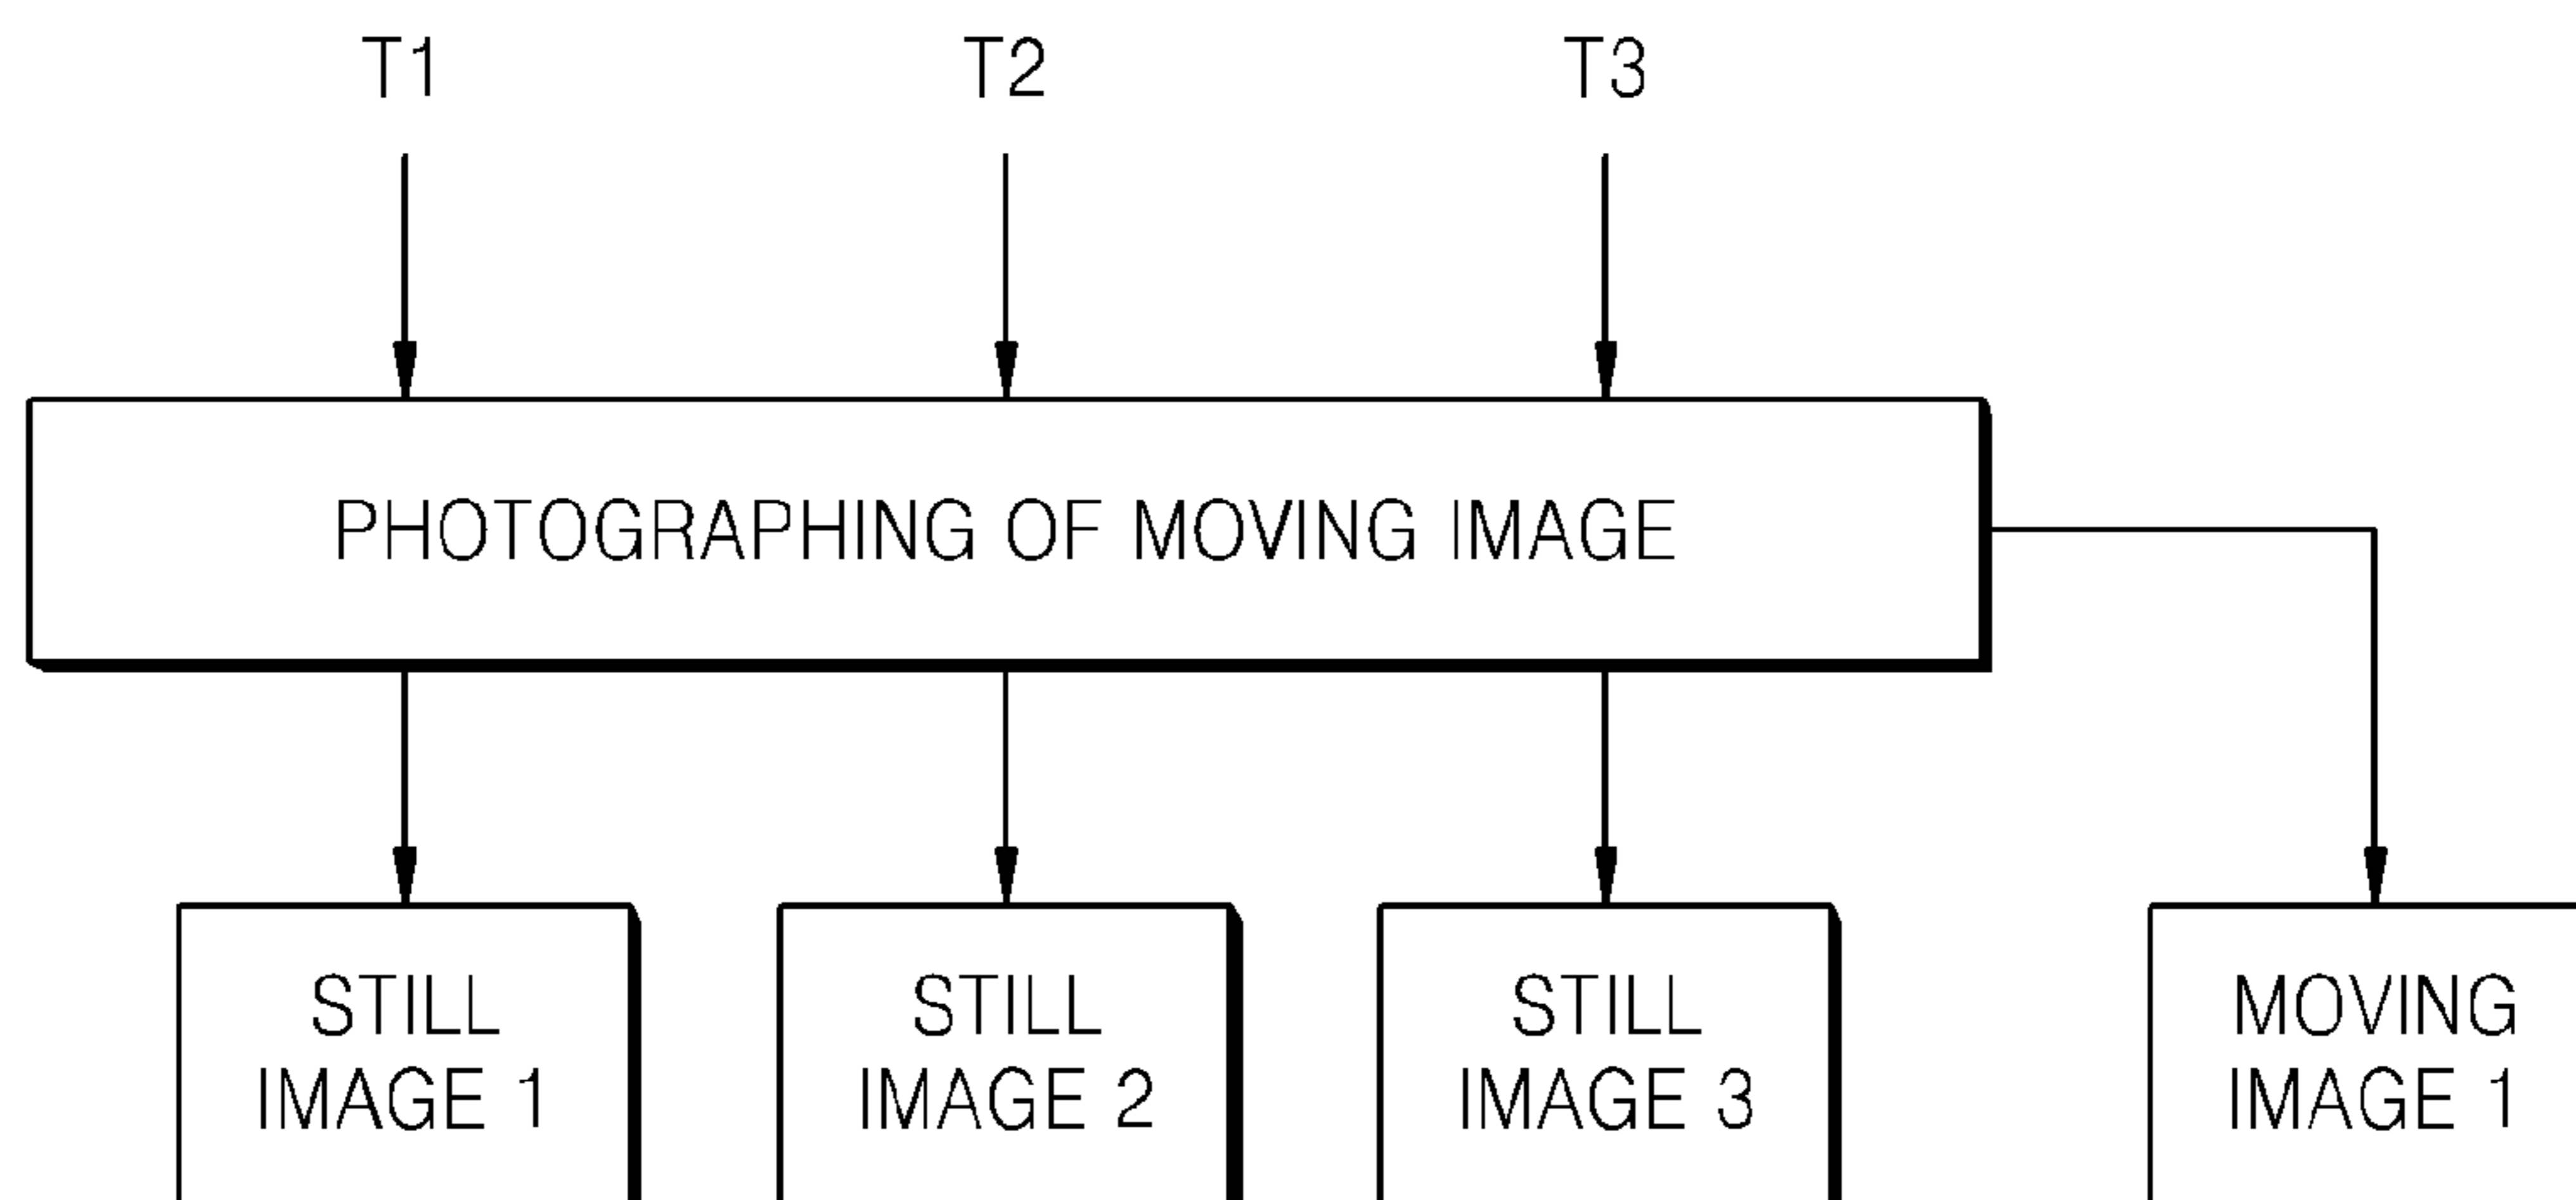 T1
T2
T3
PHOTOGRAPHING OF MOVING IMAGE
STILL
IMAGE 1
STILL
IMAGE 2
STILL
IMAGE 3
MOVING
IMAGE 1